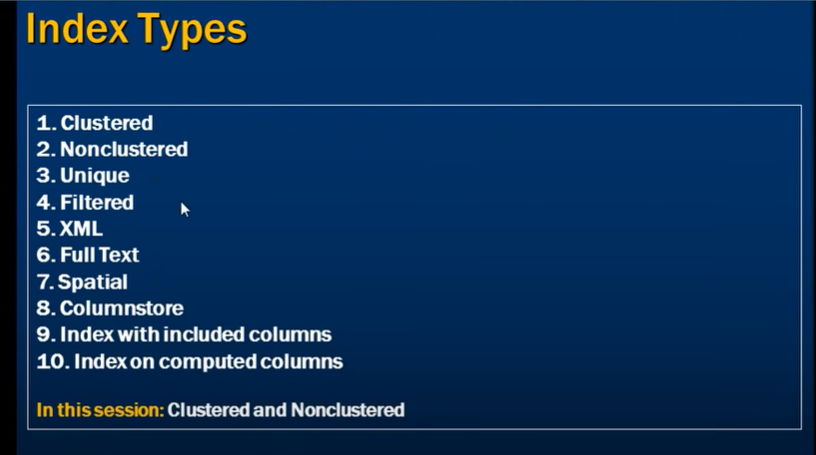 Index Types
1. Clustered
2. Nonclustered
3. Unique
4. Filtered
5. XML
6. Full Text
7. Spatial
8. Columnstore
9. Index with included columns
10. Index on computed columns
In this session: Clustered and Nonclustered